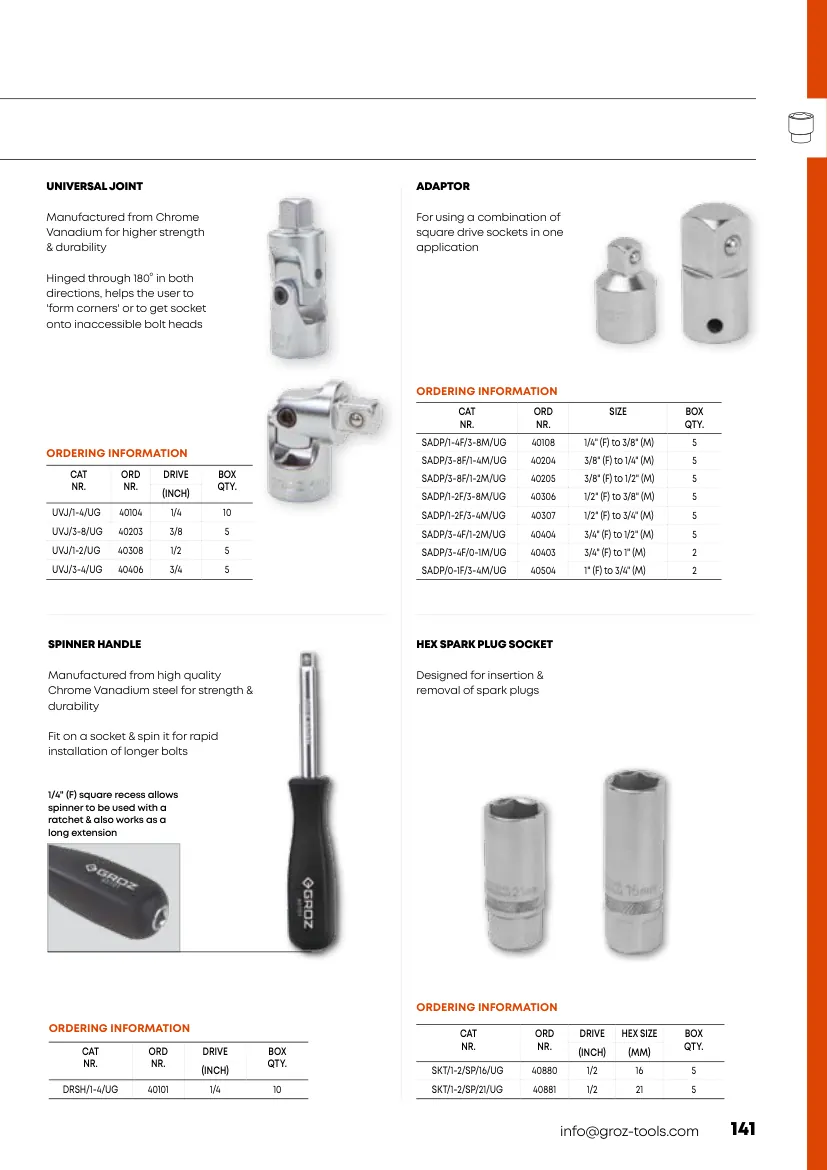 UNIVERSAL JOINT
Manufactured from Chrome
Vanadium for higher strength
& durability
Hinged through 180° in both
directions, helps the user to
'form corners' or to get socket
onto inaccessible bolt heads
ORDERING INFORMATION
CAT NR. ORD NR. DRIVE (INCH) BOX QTY.
UVJ/1-4/UG 40104 1/4 10
UVJ/3-8/UG 40203 3/8 5
UVJ/1-2/UG 40308 1/2 5
UVJ/3-4/UG 40406 3/4 5
ADAPTOR
For using a combination of
square drive sockets in one
application
ORDERING INFORMATION
CAT NR. ORD NR. SIZE BOX QTY.
SADP/1-4F/3-8M/UG 40108 1/4" (F) to 3/8" (M) 5
SADP/3-8F/1-4M/UG 40204 3/8" (F) to 1/4" (M) 5
SADP/3-8F/1-2M/UG 40205 3/8" (F) to 1/2" (M) 5
SADP/1-2F/3-8M/UG 40306 1/2" (F) to 3/8" (M) 5
SADP/1-2F/3-4M/UG 40307 1/2" (F) to 3/4" (M) 5
SADP/3-4F/1-2M/UG 40404 3/4" (F) to 1/2" (M) 5
SADP/3-4F/0-1M/UG 40403 3/4" (F) to 1" (M) 2
SADP/0-1F/3-4M/UG 40504 1" (F) to 3/4" (M) 2
SPINNER HANDLE
Manufactured from high quality
Chrome Vanadium steel for strength &
durability
Fit on a socket & spin it for rapid
installation of longer bolts
1/4" (F) square recess allows
spinner to be used with a
ratchet & also works as a
long extension
GROZ
GROZ
ORDERING INFORMATION
CAT NR. ORD NR. DRIVE (INCH) BOX QTY.
DRSH/1-4/UG 40101 1/4 10
HEX SPARK PLUG SOCKET
Designed for insertion &
removal of spark plugs
21mm
16mm
ORDERING INFORMATION
CAT NR. ORD NR. DRIVE (INCH) HEX SIZE (MM) BOX QTY.
SKT/1-2/SP/16/UG 40880 1/2 16 5
SKT/1-2/SP/21/UG 40881 1/2 21 5
info@groz-tools.com 141